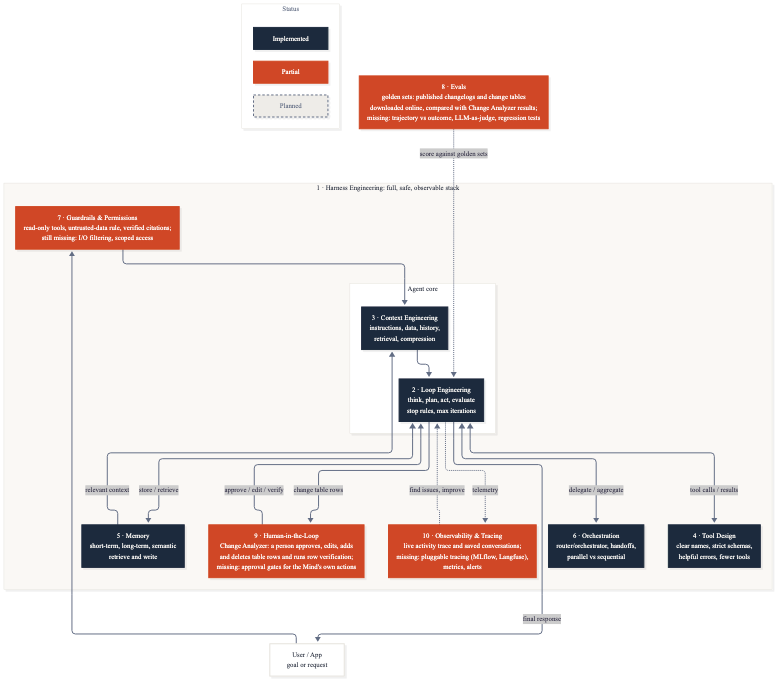 Status
Implemented
Partial
Planned
8 · Evals
golden sets: published changelogs and change tables
downloaded online, compared with Change Analyzer results;
missing: trajectory vs outcome, LLM-as-judge, regression tests
score against golden sets
1 · Harness Engineering: full, safe, observable stack
7 · Guardrails & Permissions
read-only tools, untrusted-data rule, verified citations;
still missing: I/O filtering, scoped access
Agent core
3 · Context Engineering
instructions, data, history,
retrieval, compression
2 · Loop Engineering
think, plan, act, evaluate
stop rules, max iterations
relevant context
store / retrieve
approve / edit / verify
change table rows
find issues, improve
telemetry
delegate / aggregate
tool calls / results
5 · Memory
short-term, long-term, semantic
retrieve and write
9 · Human-in-the-Loop
Change Analyzer: a person approves, edits, adds
and deletes table rows and runs row verification;
missing: approval gates for the Mind's own actions
10 · Observability & Tracing
live activity trace and saved conversations;
missing: pluggable tracing (MLflow, Langfuse),
metrics, alerts
6 · Orchestration
router/orchestrator, handoffs,
parallel vs sequential
4 · Tool Design
clear names, strict schemas,
helpful errors, fewer tools
final response
User / App
goal or request